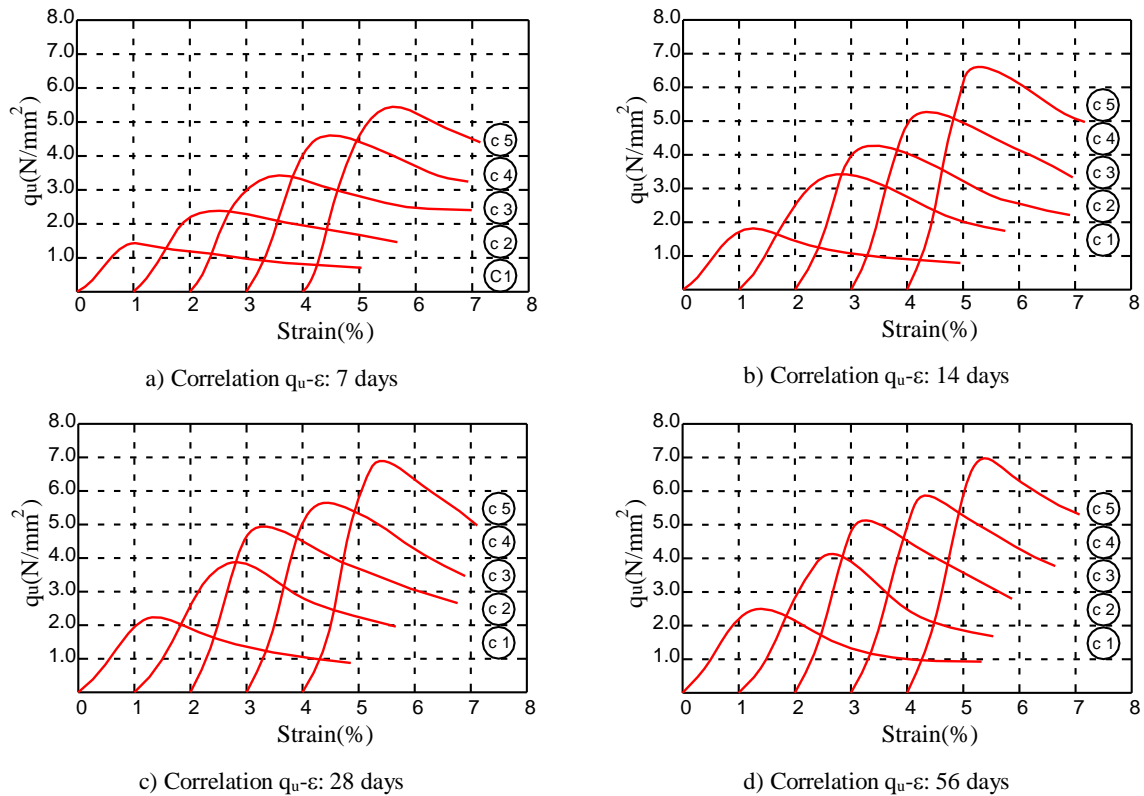 8.0
7.0
6.0
5.0
4.0
3.0
2.0
1.0
qu(N/mm²)
0 1 2 3 4 5 6 7 8
Strain(%)
c 5
c 4
c 3
c 2
C1
a) Correlation qu-ε: 7 days
8.0
7.0
6.0
5.0
4.0
3.0
2.0
1.0
qu(N/mm²)
0 1 2 3 4 5 6 7 8
Strain(%)
c 5
c 4
c 3
c 2
c 1
b) Correlation qu-ε: 14 days
8.0
7.0
6.0
5.0
4.0
3.0
2.0
1.0
qu(N/mm²)
0 1 2 3 4 5 6 7 8
Strain(%)
c 5
c 4
c 3
c 2
c 1
c) Correlation qu-ε: 28 days
8.0
7.0
6.0
5.0
4.0
3.0
2.0
1.0
qu(N/mm²)
0 1 2 3 4 5 6 7 8
Strain(%)
c 5
c 4
c 3
c 2
c 1
d) Correlation qu-ε: 56 days